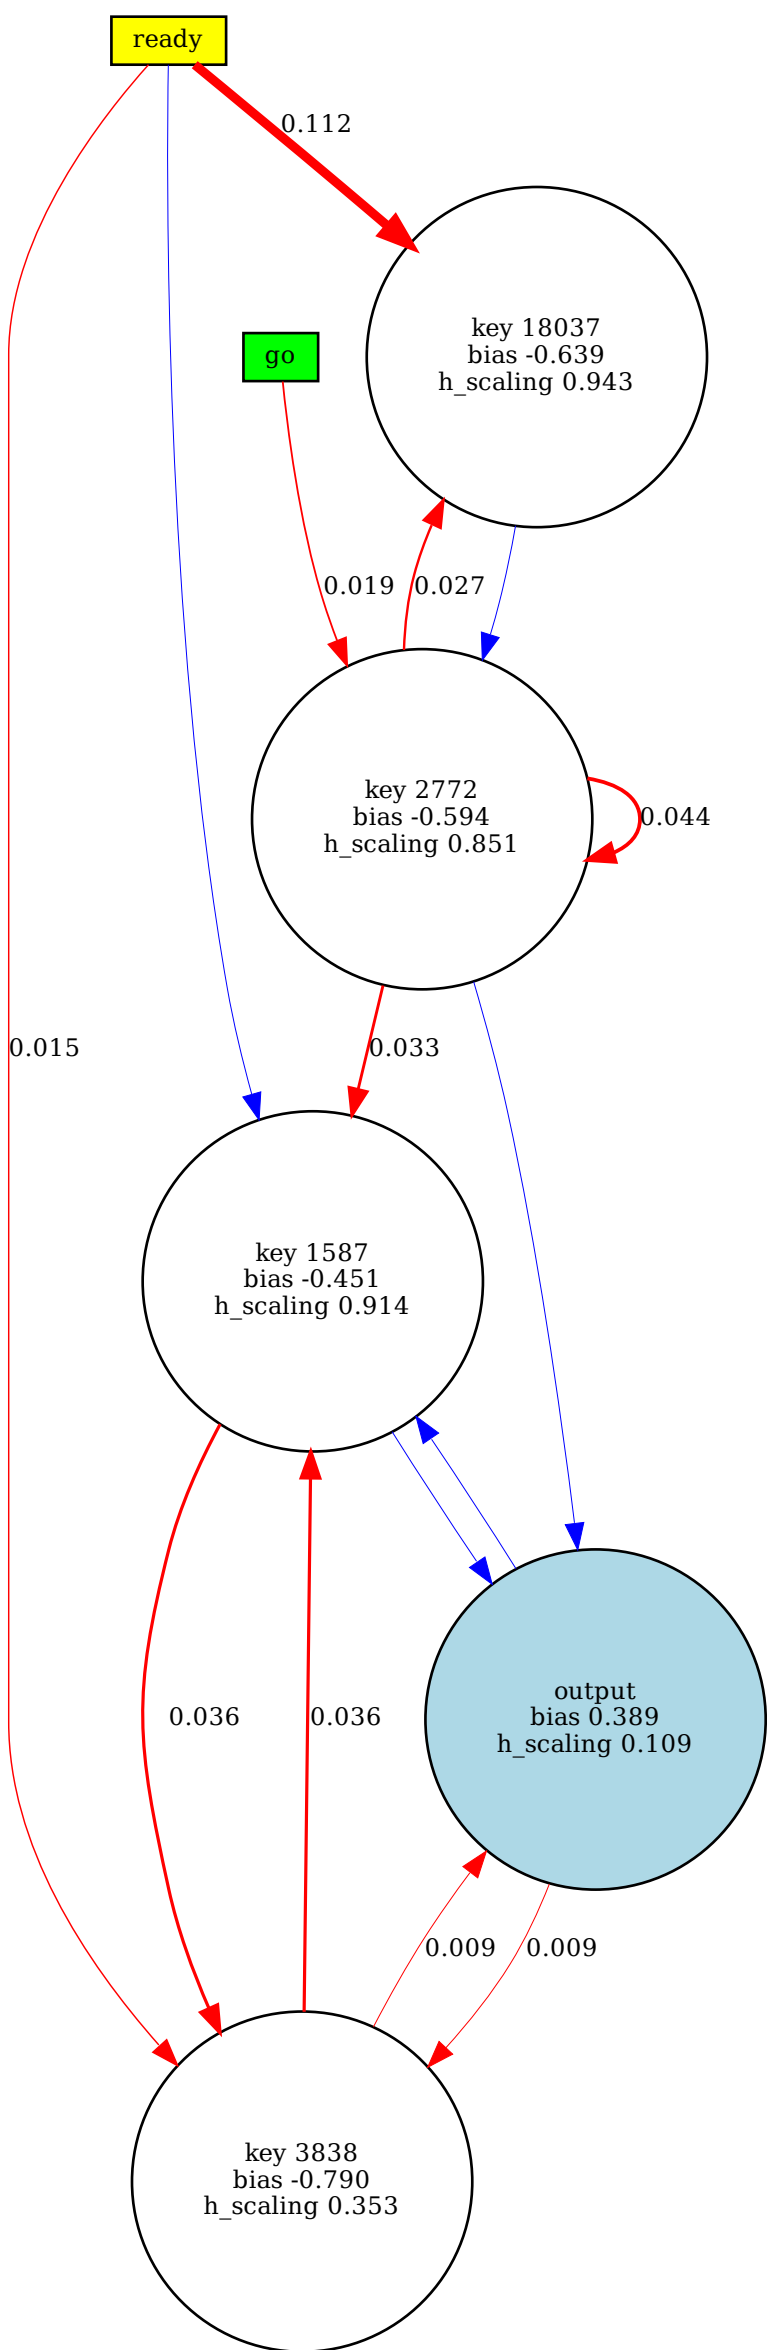 ready
0.112
key 18037
bias -0.639
h_scaling 0.943
go
0.019
0.027
key 2772
bias -0.594
h_scaling 0.851
0.044
0.015
0.033
key 1587
bias -0.451
h_scaling 0.914
output
bias 0.389
h_scaling 0.109
0.036
0.036
0.009
0.009
key 3838
bias -0.790
h_scaling 0.353